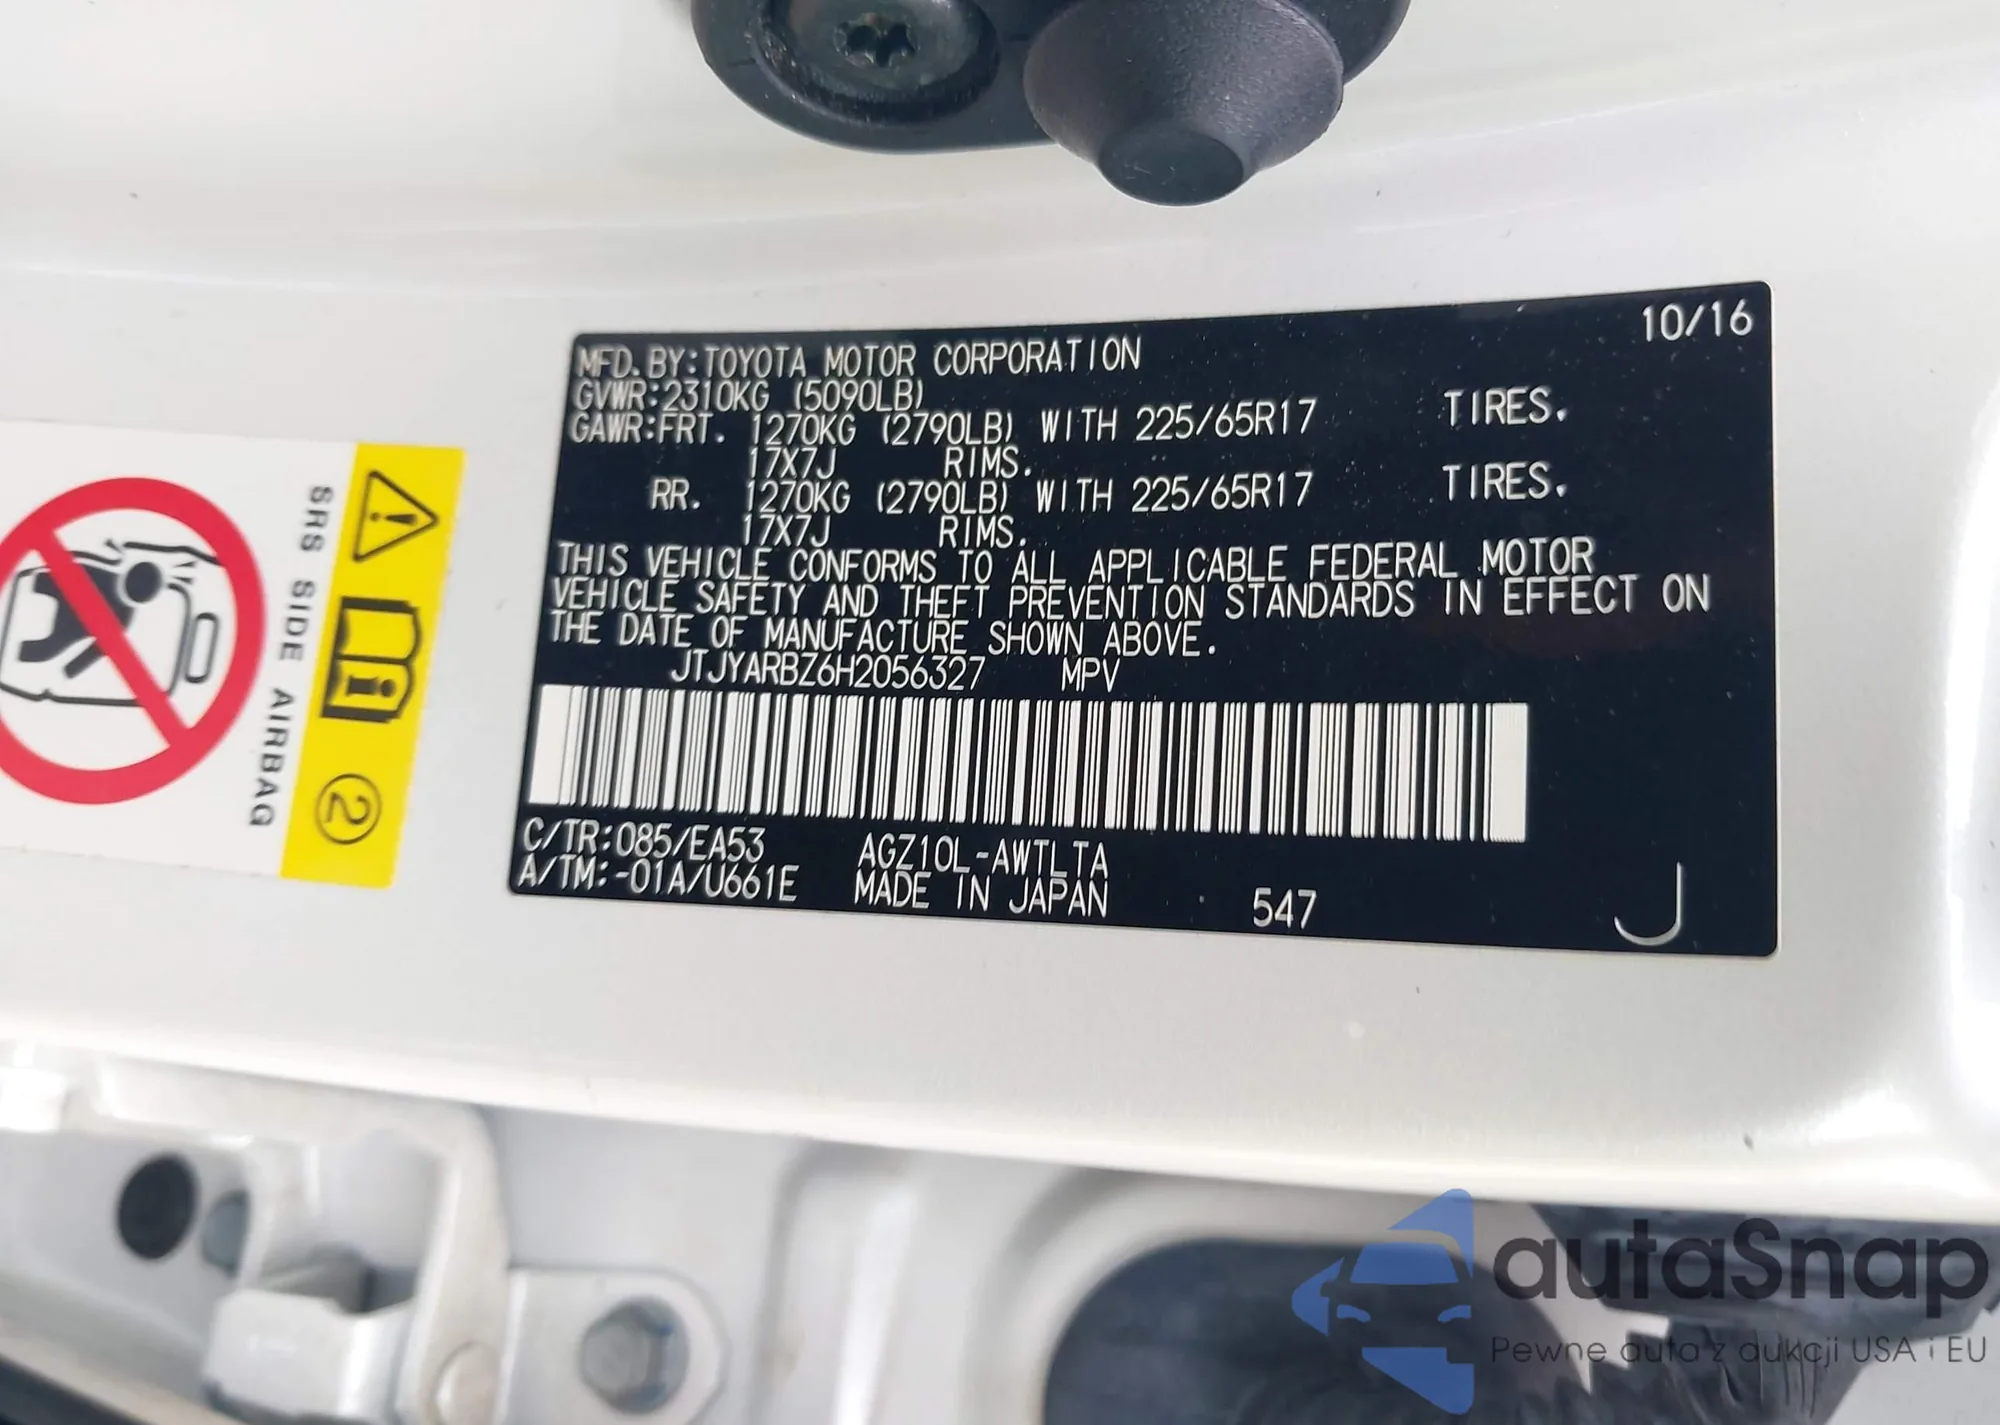 10/16
MFD. BY: TOYOTA MOTOR CORPORATION
GVWR: 2310KG (5090LB)
GAWR: FRT. 1270KG (2790LB) WITH 225/65R17 TIRES.
17X7J RIMS.
RR. 1270KG (2790LB) WITH 225/65R17 TIRES.
17X7J RIMS.
THIS VEHICLE CONFORMS TO ALL APPLICABLE FEDERAL MOTOR
VEHICLE SAFETY AND THEFT PREVENTION STANDARDS IN EFFECT ON
THE DATE OF MANUFACTURE SHOWN ABOVE.
JTJYARBZ6H2056327 MPV
C/TR: 085/EA53 AGZ10L-AWTLTA
A/TM: -01A/U661E MADE IN JAPAN 547
J
SRS SIDE AIRBAG
2
autoSnap
Pewne auta z aukcji USA i EU